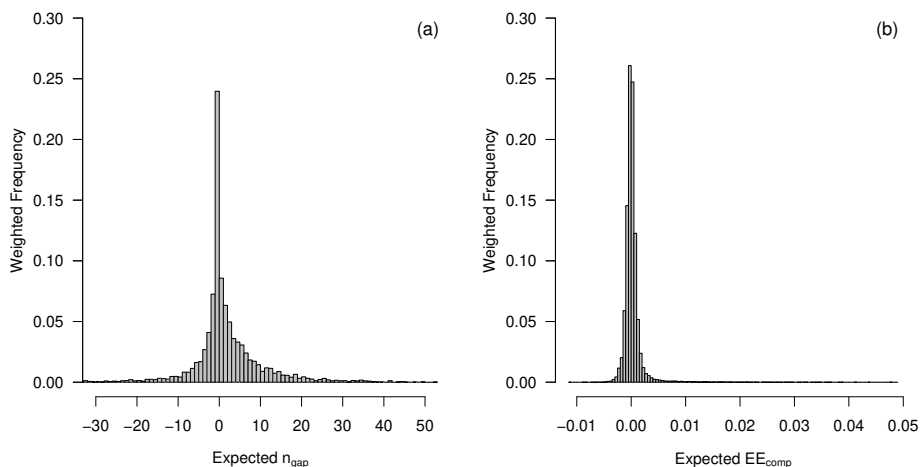 (a)
Weighted Frequency
0.30
0.25
0.20
0.15
0.10
0.05
0.00
−30 −20 −10 0 10 20 30 40 50
Expected n_gap
(b)
Weighted Frequency
0.30
0.25
0.20
0.15
0.10
0.05
0.00
−0.01 0.00 0.01 0.02 0.03 0.04 0.05
Expected EE_comp